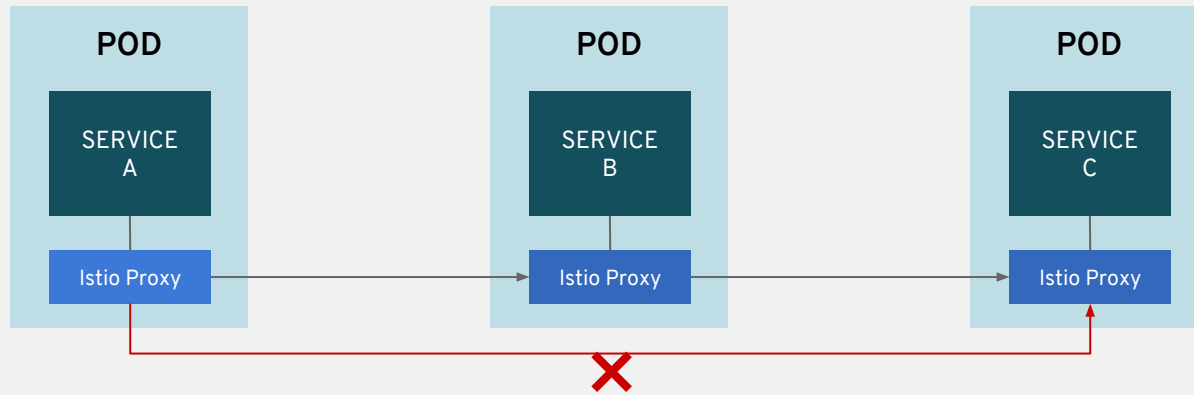 POD
SERVICE
A
Istio Proxy
POD
SERVICE
B
Istio Proxy
POD
SERVICE
C
Istio Proxy